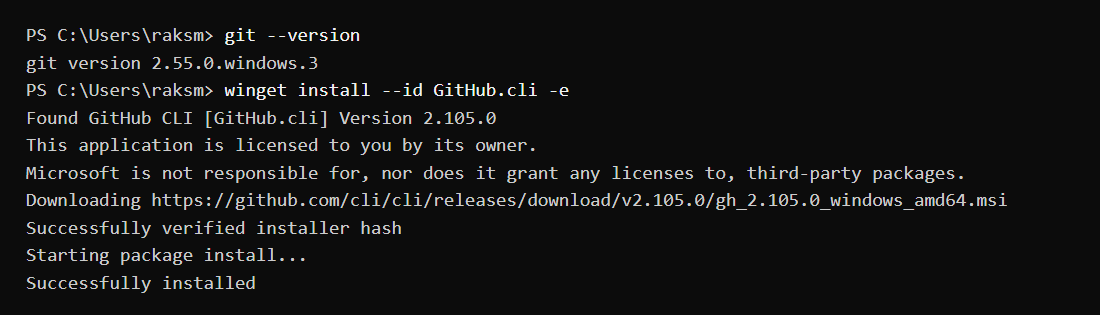 PS C:\Users\raksm> git --version
git version 2.55.0.windows.3
PS C:\Users\raksm> winget install --id GitHub.cli -e
Found GitHub CLI [GitHub.cli] Version 2.105.0
This application is licensed to you by its owner.
Microsoft is not responsible for, nor does it grant any licenses to, third-party packages.
Downloading https://github.com/cli/cli/releases/download/v2.105.0/gh_2.105.0_windows_amd64.msi
Successfully verified installer hash
Starting package install...
Successfully installed